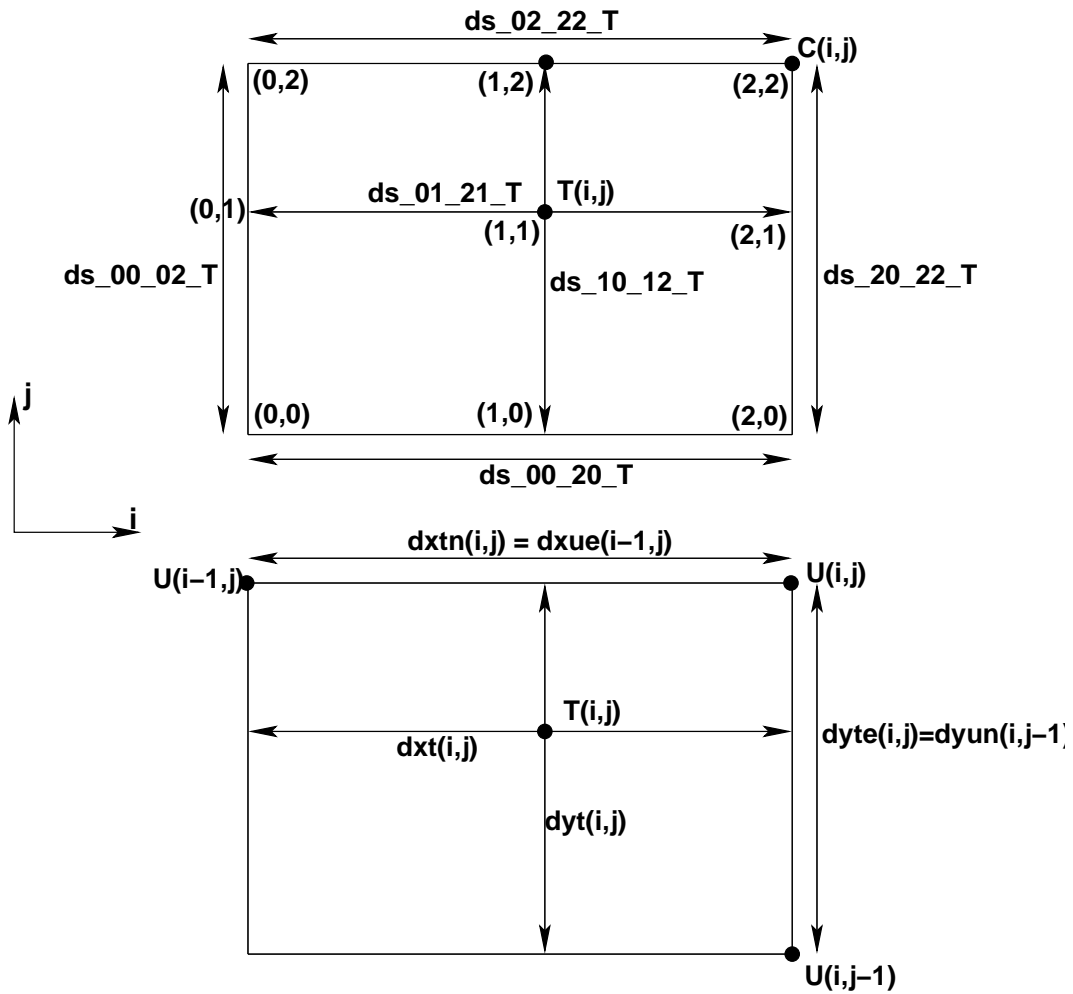 ds_02_22_T
C(i,j)
(0,2)
(1,2)
(2,2)
ds_01_21_T
T(i,j)
(0,1)
(1,1)
(2,1)
ds_00_02_T
ds_10_12_T
ds_20_22_T
j
(0,0)
(1,0)
(2,0)
ds_00_20_T
i
dxtn(i,j) = dxue(i−1,j)
U(i−1,j)
U(i,j)
T(i,j)
dxt(i,j)
dyte(i,j)=dyun(i,j−1)
dyt(i,j)
U(i,j−1)